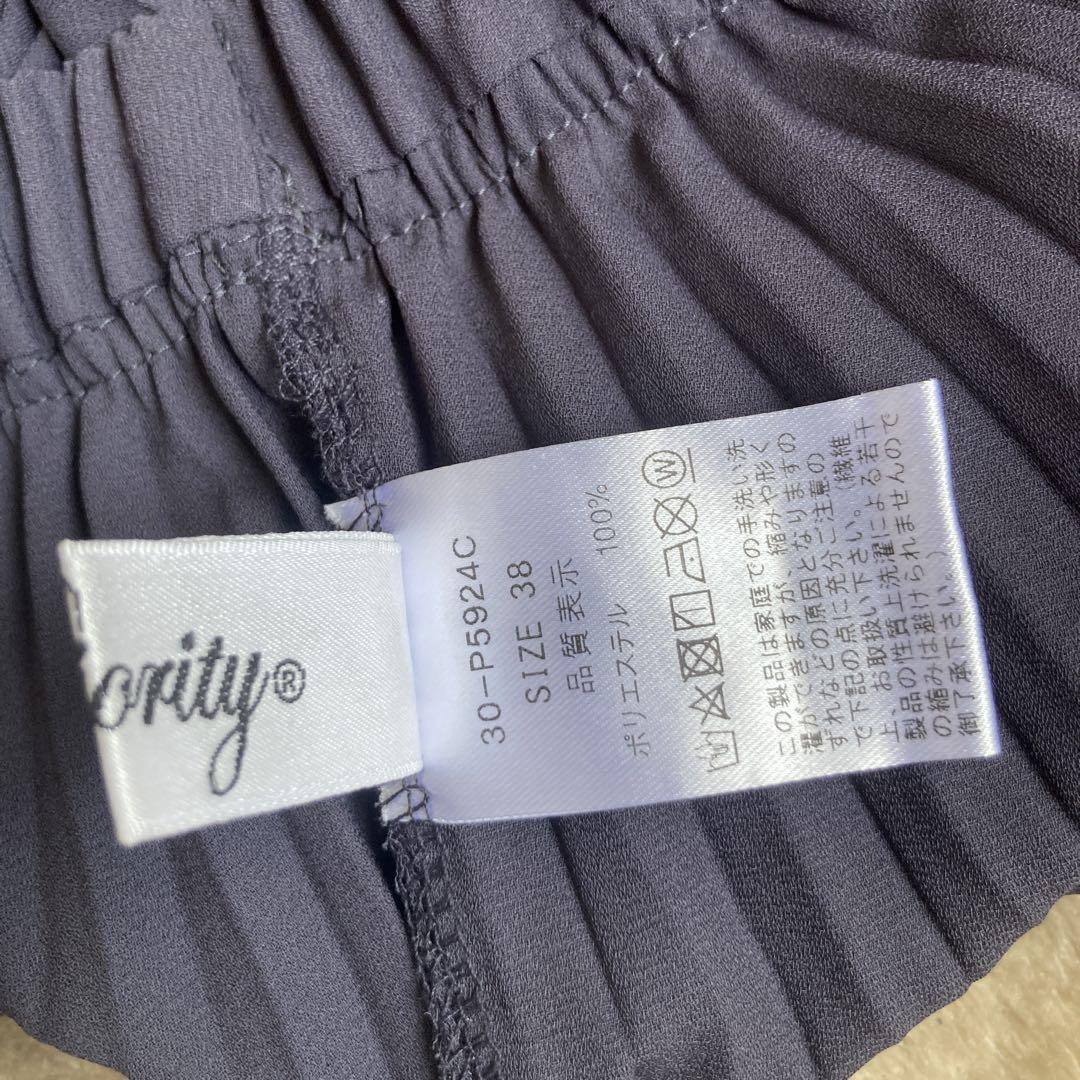 ority®
30-P5924C
SIZE 38
品質表示
ポリエステル 100%
W
この製品は家庭での手洗い洗
濯ができますが、縮みや形く
ずれなどの原因となりますの
で下記の点に充分ご注意の
上、お取扱い下さい。(繊維
製品の性質上洗濯による若干
の縮みは避けられませんので
御了承下さい。)